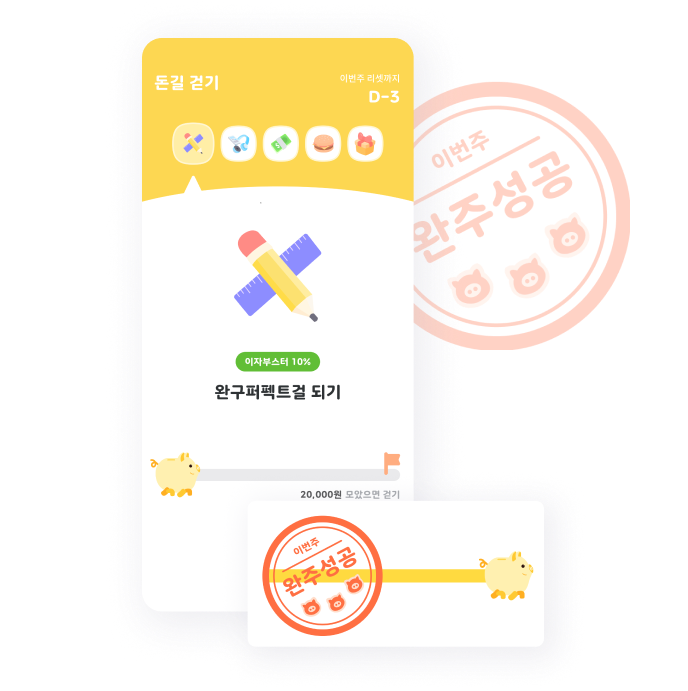 돈길 걷기
이번주 리셋까지
D-3
이번주
완주성공
이자부스터 10%
완구퍼펙트걸 되기
20,000원 모았으면 걷기
이번주
완주성공